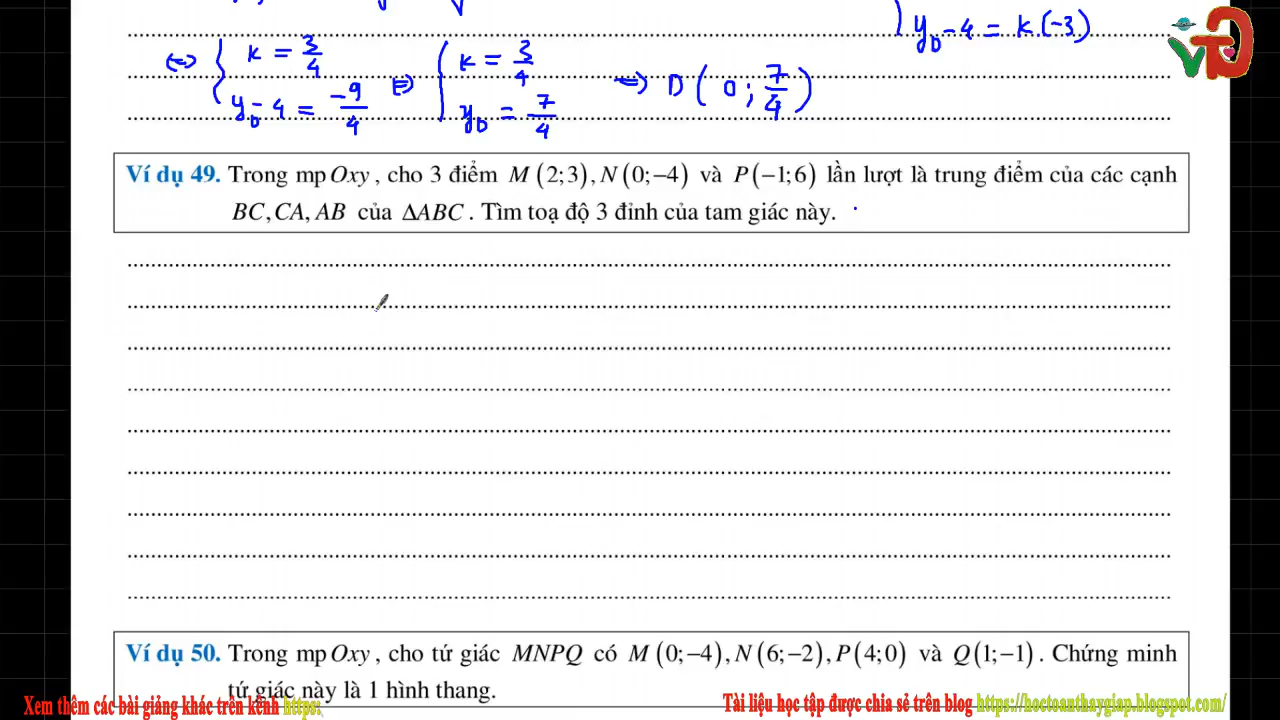 y_D - 4 = k.(-3)
⇔ { k = 3/4 ⇔ { k = 3/4 ⇒ D ( 0 ; 7/4 )
y_D - 4 = -9/4 y_D = 7/4
Ví dụ 49. Trong mp Oxy, cho 3 điểm M(2;3), N(0;−4) và P(−1;6) lần lượt là trung điểm của các cạnh
BC, CA, AB của ΔABC. Tìm toạ độ 3 đỉnh của tam giác này.
Ví dụ 50. Trong mp Oxy, cho tứ giác MNPQ có M(0;−4), N(6;−2), P(4;0) và Q(1;−1). Chứng minh
tứ giác này là 1 hình thang.
Xem thêm các bài giảng khác trên kênh https:
Tài liệu học tập được chia sẻ trên blog https://hoctoanthaygiap.blogspot.com/